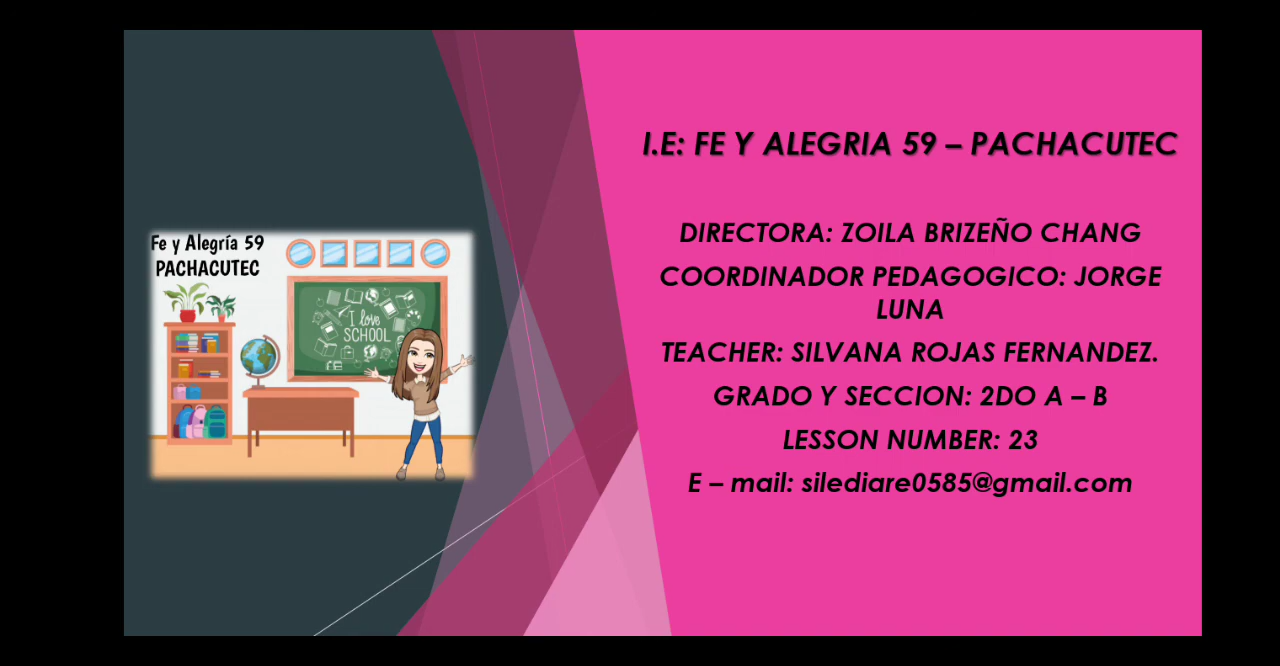 I.E: FE Y ALEGRIA 59 – PACHACUTEC
DIRECTORA: ZOILA BRIZEÑO CHANG
COORDINADOR PEDAGOGICO: JORGE
LUNA
TEACHER: SILVANA ROJAS FERNANDEZ.
GRADO Y SECCION: 2DO A – B
LESSON NUMBER: 23
E – mail: silediare0585@gmail.com
Fe y Alegría 59
PACHACUTEC
I love
SCHOOL